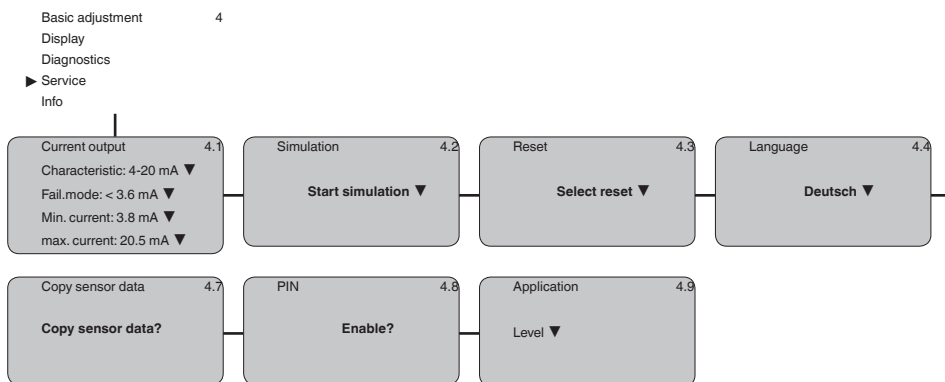 Basic adjustment 4
Display
Diagnostics
▶ Service
Info
Current output 4.1
Characteristic: 4-20 mA ▼
Fail.mode: < 3.6 mA ▼
Min. current: 3.8 mA ▼
max. current: 20.5 mA ▼
Simulation 4.2
Start simulation ▼
Reset 4.3
Select reset ▼
Language 4.4
Deutsch ▼
Copy sensor data 4.7
Copy sensor data?
PIN 4.8
Enable?
Application 4.9
Level ▼